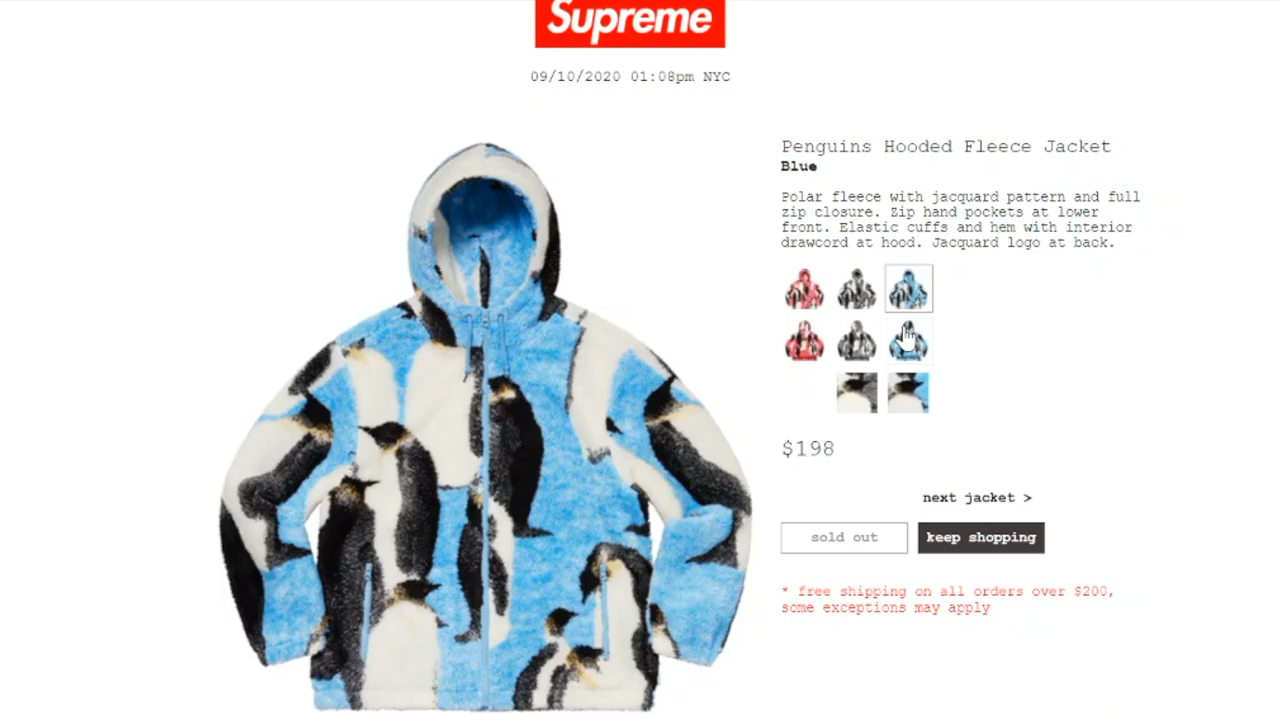 Supreme
09/10/2020 01:08pm NYC
Penguins Hooded Fleece Jacket
Blue
Polar fleece with jacquard pattern and full
zip closure. Zip hand pockets at lower
front. Elastic cuffs and hem with interior
drawcord at hood. Jacquard logo at back.
$198
next jacket >
sold out
keep shopping
* free shipping on all orders over $200,
some exceptions may apply